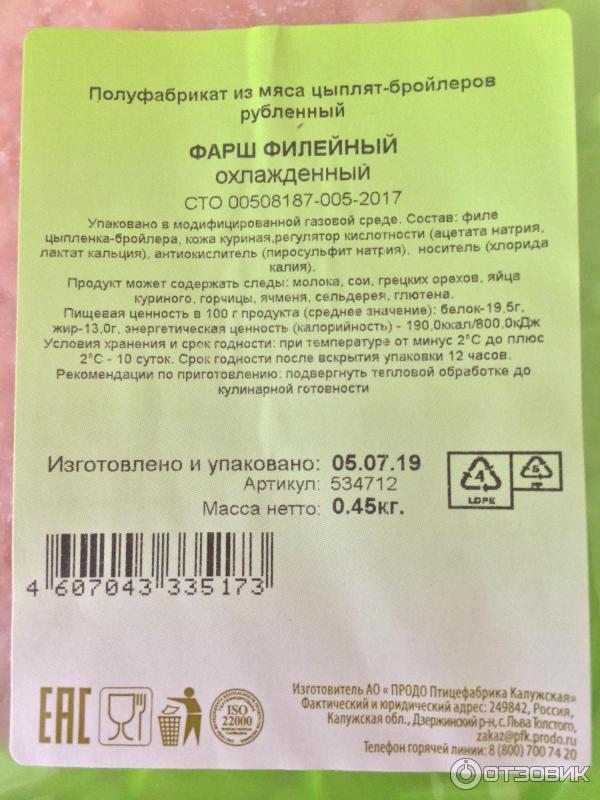 Полуфабрикат из мяса цыплят-бройлеров
рубленный
ФАРШ ФИЛЕЙНЫЙ
охлажденный
СТО 00508187-005-2017
Упаковано в модифицированной газовой среде. Состав: филе
цыпленка-бройлера, кожа куриная,регулятор кислотности (ацетата натрия,
лактат кальция), антиокислитель (пиросульфит натрия), носитель (хлорида
калия).
Продукт может содержать следы: молока, сои, грецких орехов, яйца
куриного, горчицы, ячменя, сельдерея, глютена.
Пищевая ценность в 100 г продукта (среднее значение): белок-19,5г,
жир-13,0г, энергетическая ценность (калорийность) - 190,0ккал/800,0кДж
Условия хранения и срок годности: при температуре от минус 2°С до плюс
2°С - 10 суток. Срок годности после вскрытия упаковки 12 часов.
Рекомендации по приготовлению: подвергнуть тепловой обработке до
кулинарной готовности
Изготовлено и упаковано: 05.07.19
Артикул: 534712
Масса нетто: 0.45кг.
4
LDPE
5
4 607043 335173
EAC
ISO
22000
Изготовитель АО « ПРОДО Птицефабрика Калужская»
Фактический и юридический адрес: 249842, Россия,
Калужская обл., Дзержинский р-н, с.Льва Толстого,
zakaz@pfk.prodo.ru
Телефон горячей линии: 8 (800) 700 74 20
ОТЗОВИК